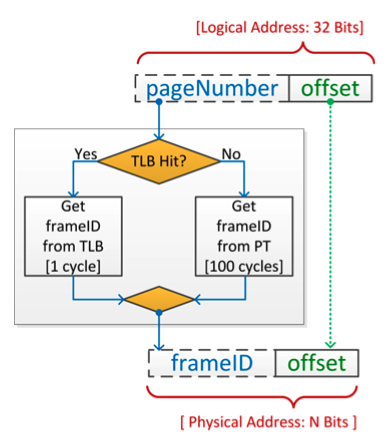 [Logical Address: 32 Bits]
pageNumber offset
TLB Hit?
Yes
No
Get
frameID
from TLB
[1 cycle]
Get
frameID
from PT
[100 cycles]
frameID offset
[ Physical Address: N Bits ]